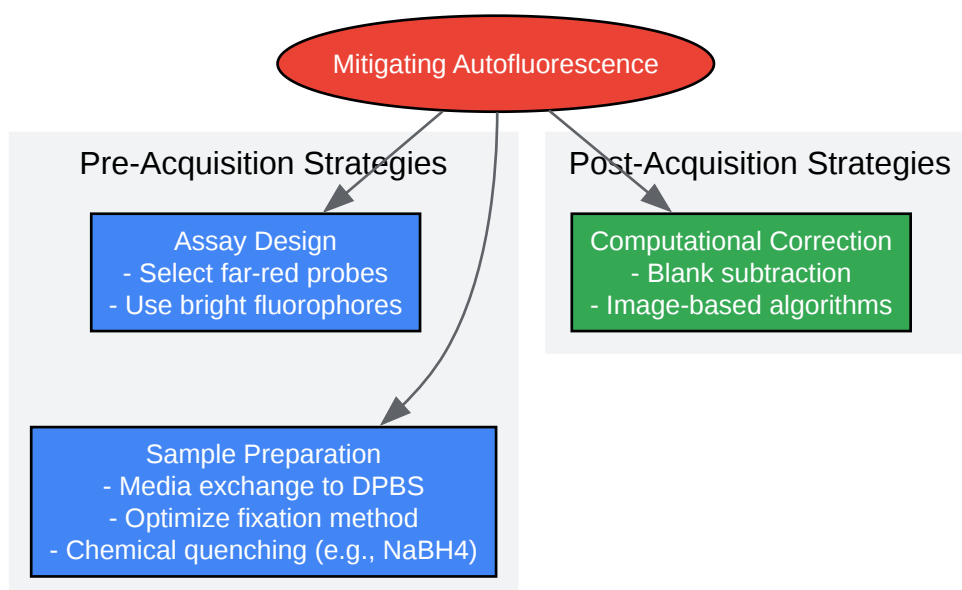 Mitigating Autofluorescence
Pre-Acquisition Strategies
Assay Design
- Select far-red probes
- Use bright fluorophores
Sample Preparation
- Media exchange to DPBS
- Optimize fixation method
- Chemical quenching (e.g., NaBH4)
Post-Acquisition Strategies
Computational Correction
- Blank subtraction
- Image-based algorithms